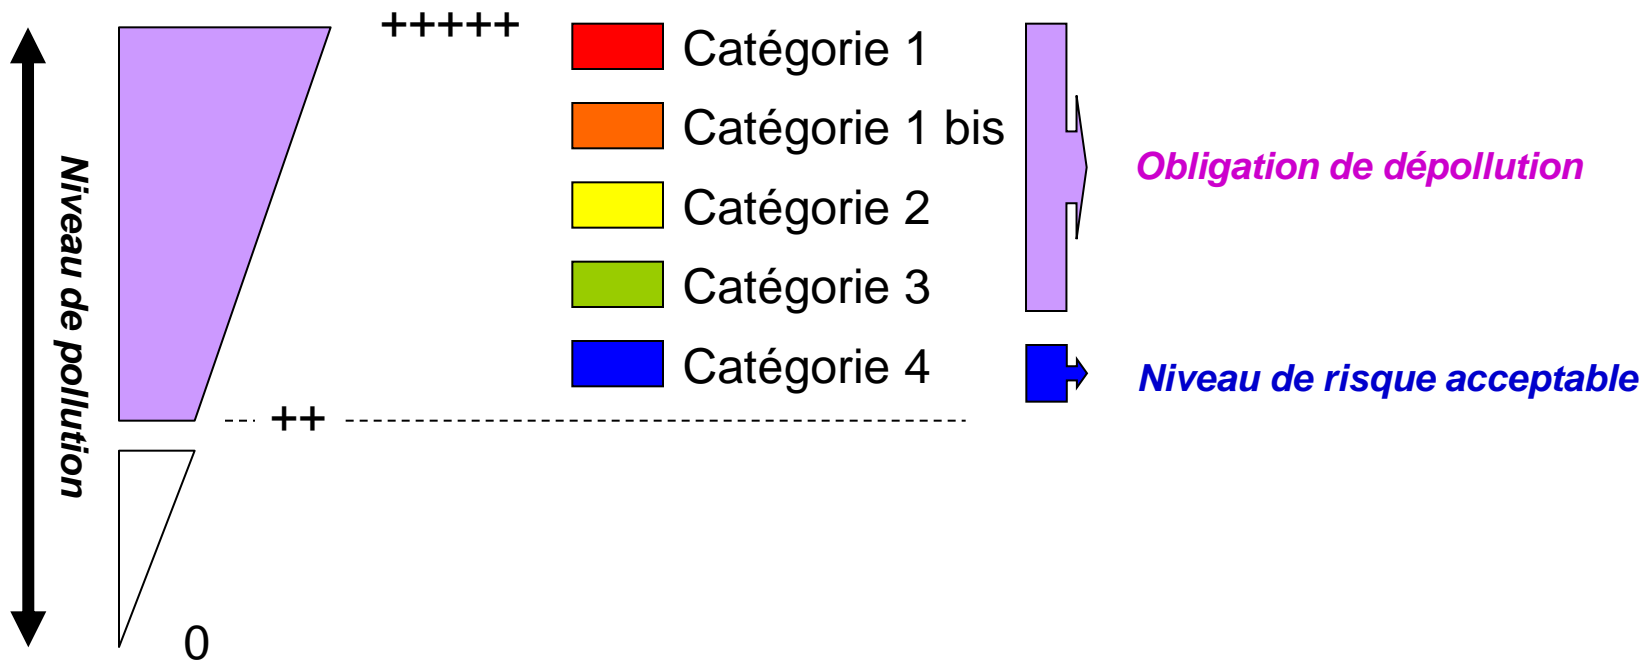 +++++
Catégorie 1
Catégorie 1 bis
Obligation de dépollution
Niveau de pollution
Catégorie 2
Catégorie 3
Catégorie 4
Niveau de risque acceptable
++
0